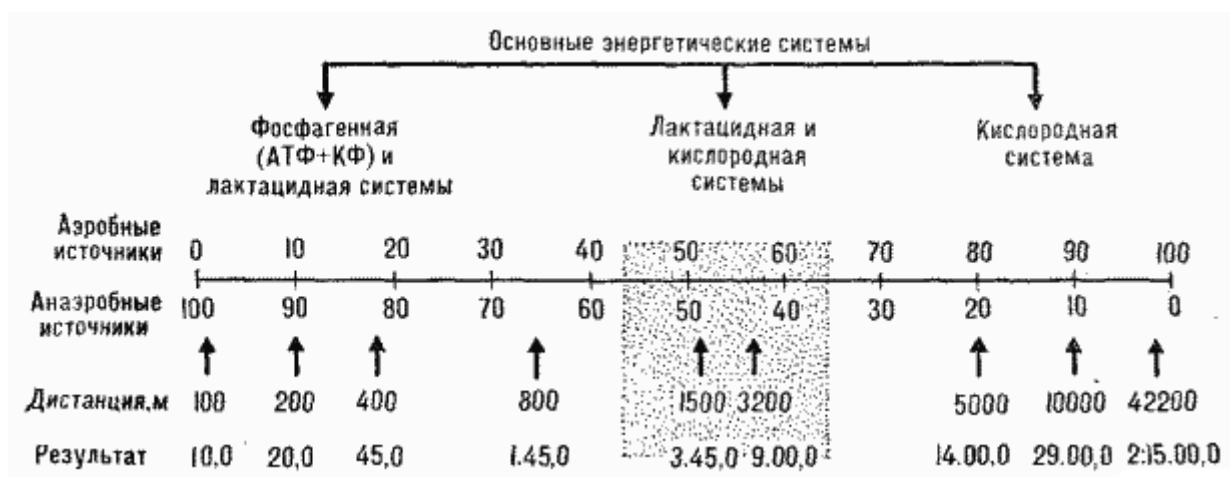 Основные энергетические системы
Фосфагенная
(АТФ+КФ) и
лактацидная системы
Лактацидная и
кислородная
системы
Кислородная
система
Аэробные
источники 0 10 20 30 40 50 60 70 80 90 100
Анаэробные
источники 100 90 80 70 60 50 40 30 20 10 0
Дистанция,м 100 200 400 800 1500 3200 5000 10000 42200
Результат 10,0 20,0 45,0 1.45,0 3.45,0 9.00,0 14.00,0 29.00,0 2:15.00,0